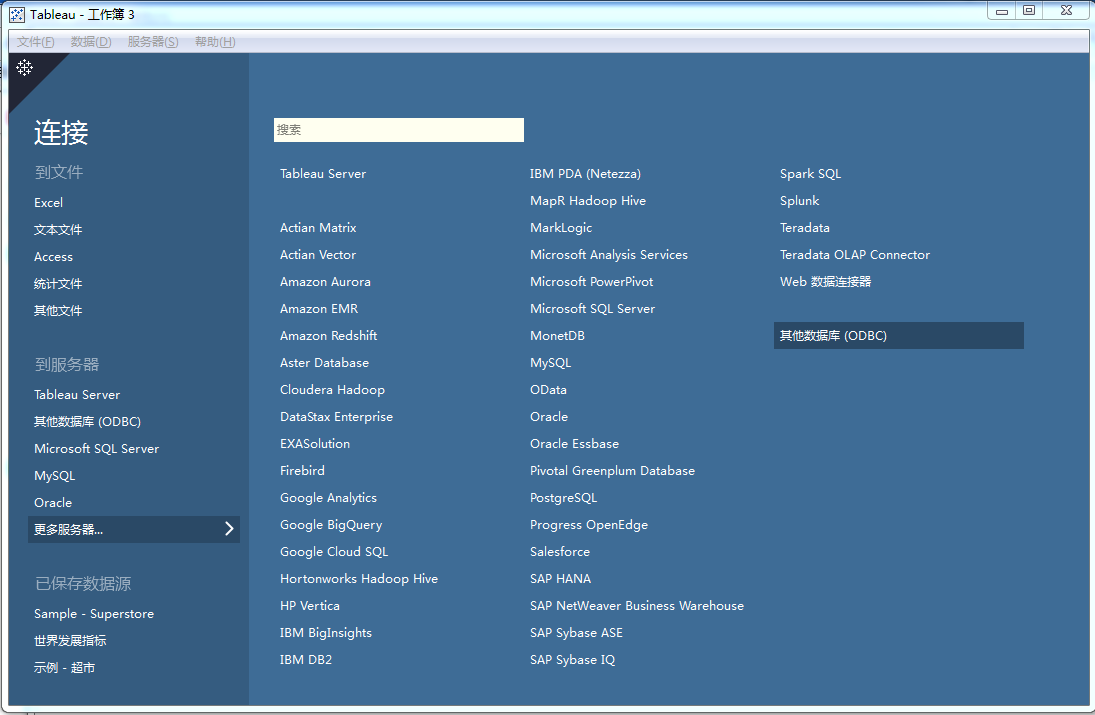 Tableau - 工作簿 3
文件(F) 数据(D) 服务器(S) 帮助(H)
连接
到文件
Excel
文本文件
Access
统计文件
其他文件
到服务器
Tableau Server
其他数据库 (ODBC)
Microsoft SQL Server
MySQL
Oracle
更多服务器...
已保存数据源
Sample - Superstore
世界发展指标
示例 - 超市
搜索
Tableau Server
Actian Matrix
Actian Vector
Amazon Aurora
Amazon EMR
Amazon Redshift
Aster Database
Cloudera Hadoop
DataStax Enterprise
EXASolution
Firebird
Google Analytics
Google BigQuery
Google Cloud SQL
Hortonworks Hadoop Hive
HP Vertica
IBM BigInsights
IBM DB2
IBM PDA (Netezza)
MapR Hadoop Hive
MarkLogic
Microsoft Analysis Services
Microsoft PowerPivot
Microsoft SQL Server
MonetDB
MySQL
OData
Oracle
Oracle Essbase
Pivotal Greenplum Database
PostgreSQL
Progress OpenEdge
Salesforce
SAP HANA
SAP NetWeaver Business Warehouse
SAP Sybase ASE
SAP Sybase IQ
Spark SQL
Splunk
Teradata
Teradata OLAP Connector
Web 数据连接器
其他数据库 (ODBC)